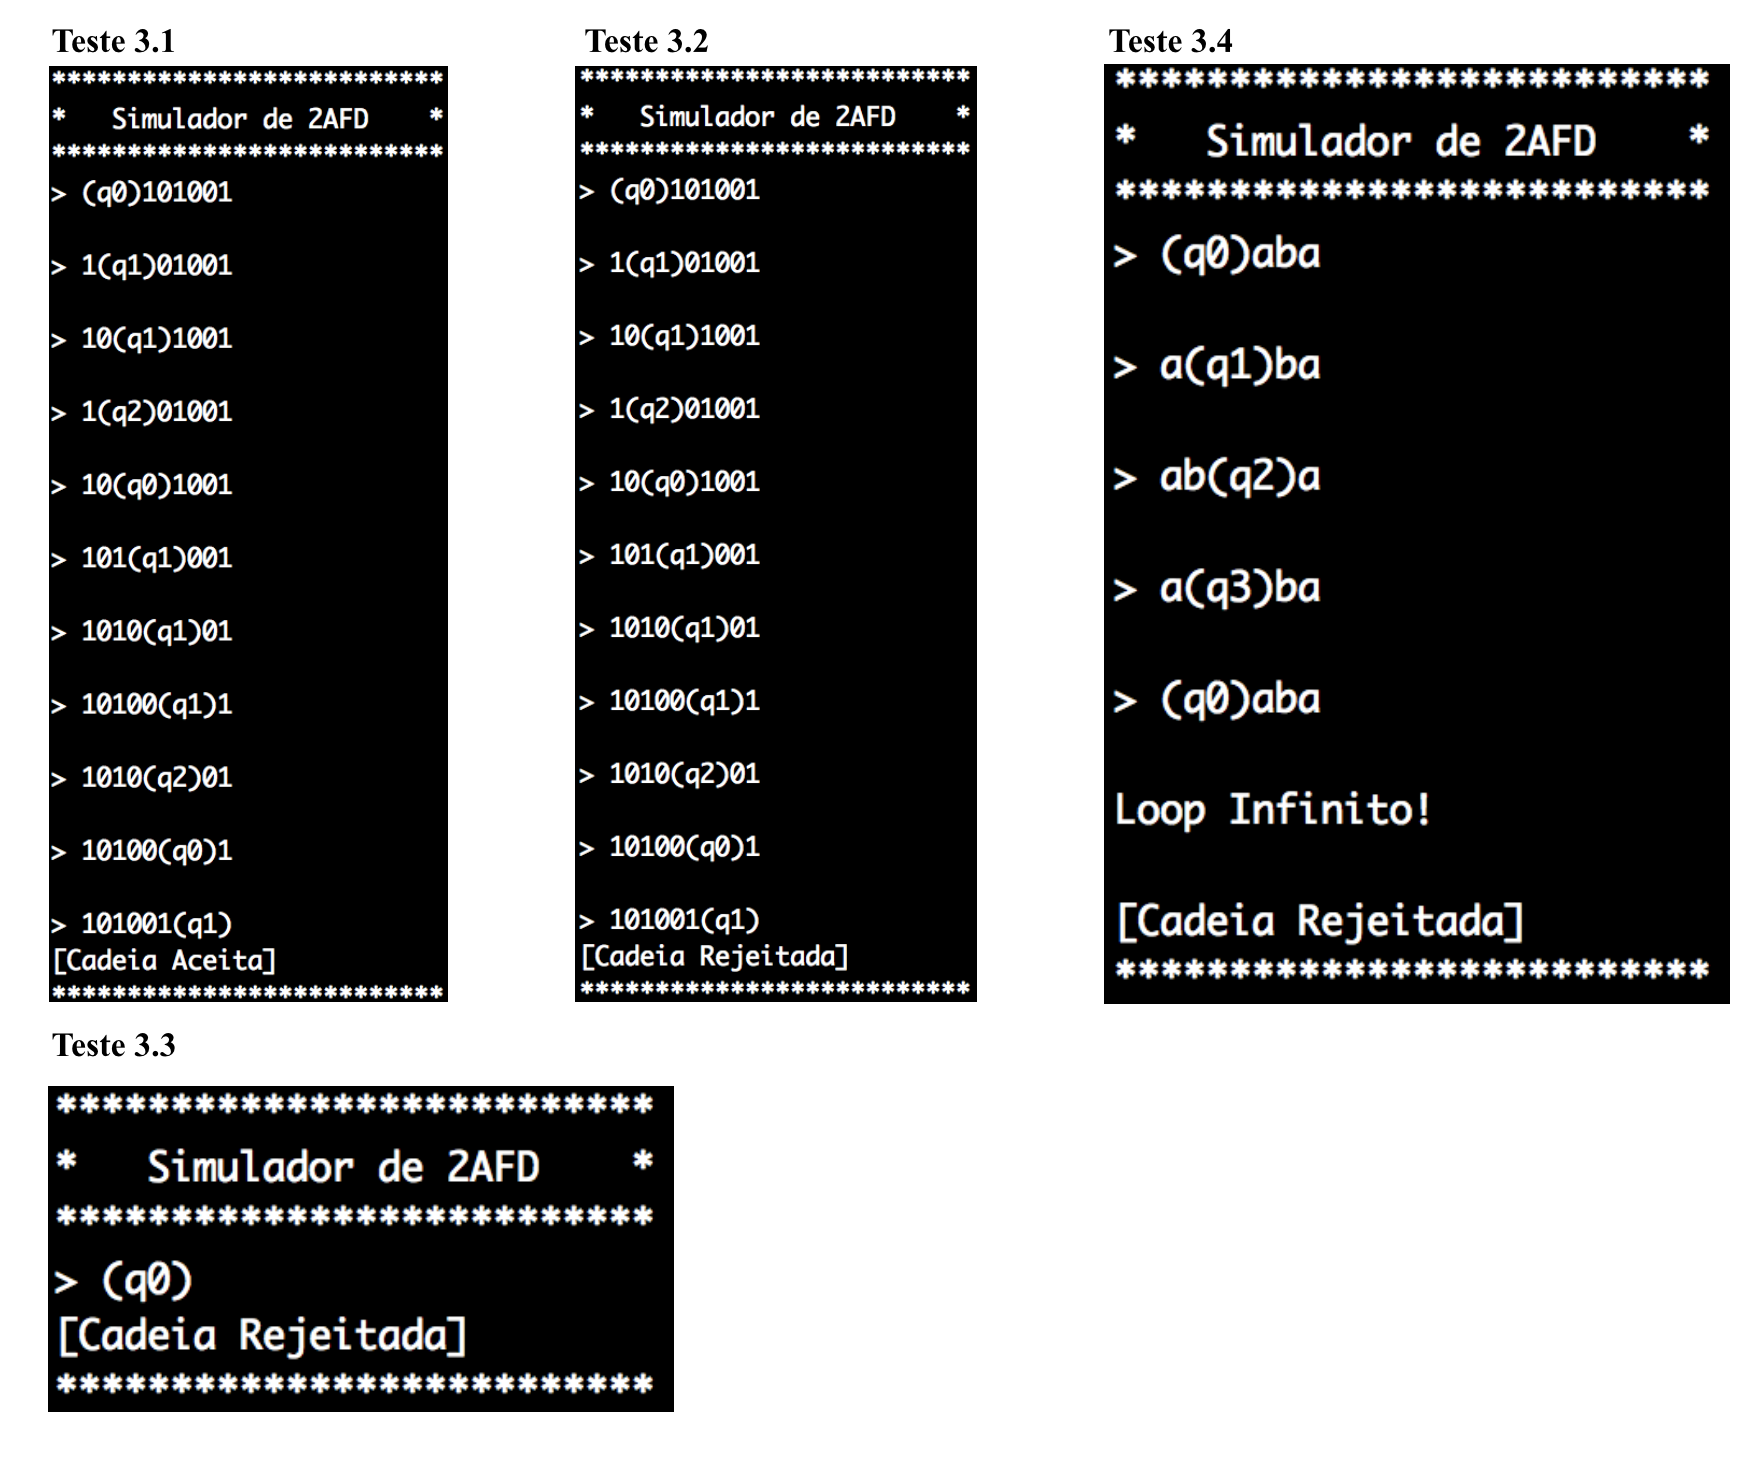 Teste 3.1
**************************
*   Simulador de 2AFD    *
**************************
> (q0)101001
> 1(q1)01001
> 10(q1)1001
> 1(q2)01001
> 10(q0)1001
> 101(q1)001
> 1010(q1)01
> 10100(q1)1
> 1010(q2)01
> 10100(q0)1
> 101001(q1)
[Cadeia Aceita]
**************************
Teste 3.2
**************************
*   Simulador de 2AFD    *
**************************
> (q0)101001
> 1(q1)01001
> 10(q1)1001
> 1(q2)01001
> 10(q0)1001
> 101(q1)001
> 1010(q1)01
> 10100(q1)1
> 1010(q2)01
> 10100(q0)1
> 101001(q1)
[Cadeia Rejeitada]
**************************
Teste 3.4
**************************
*   Simulador de 2AFD    *
**************************
> (q0)aba
> a(q1)ba
> ab(q2)a
> a(q3)ba
> (q0)aba
Loop Infinito!
[Cadeia Rejeitada]
**************************
Teste 3.3
**************************
*   Simulador de 2AFD    *
**************************
> (q0)
[Cadeia Rejeitada]
**************************